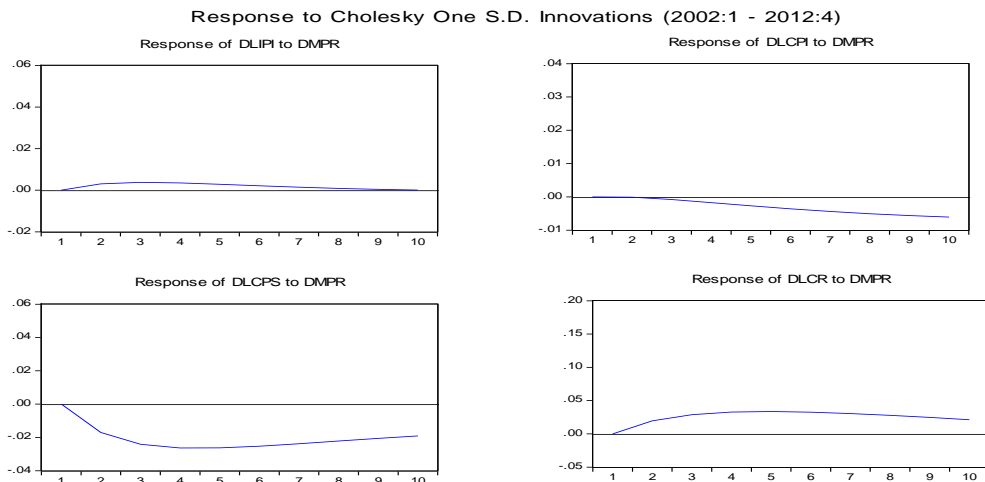 Response to Cholesky One S.D. Innovations (2002:1 - 2012:4)
Response of DLIPI to DMPR
.06
.04
.02
.00
-.02
1 2 3 4 5 6 7 8 9 10
Response of DLCPI to DMPR
.04
.03
.02
.01
.00
-.01
1 2 3 4 5 6 7 8 9 10
Response of DLCPS to DMPR
.06
.04
.02
.00
-.02
-.04
1 2 3 4 5 6 7 8 9 10
Response of DLCR to DMPR
.20
.15
.10
.05
.00
-.05
1 2 3 4 5 6 7 8 9 10